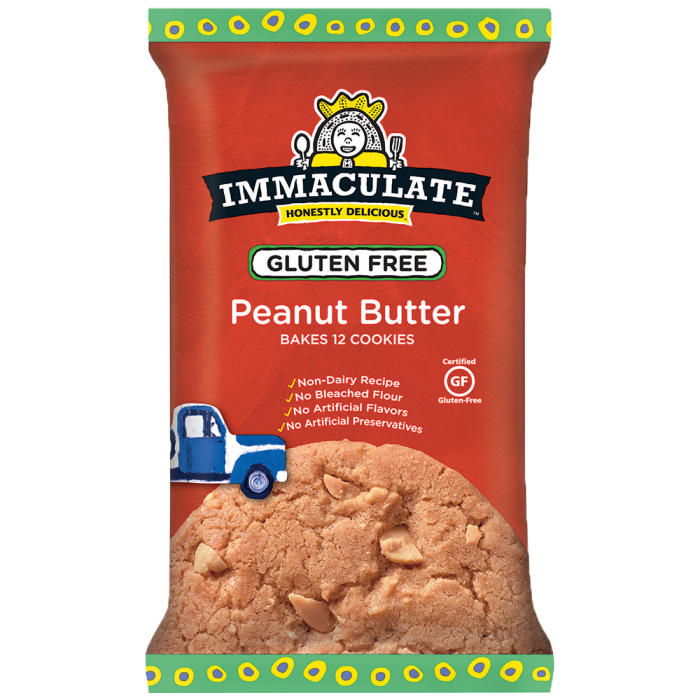 IMMACULATE
HONESTLY DELICIOUS
TM
GLUTEN FREE
Peanut Butter
BAKES 12 COOKIES
Certified
GF
Gluten-Free
✓Non-Dairy Recipe
✓No Bleached Flour
✓No Artificial Flavors
✓No Artificial Preservatives